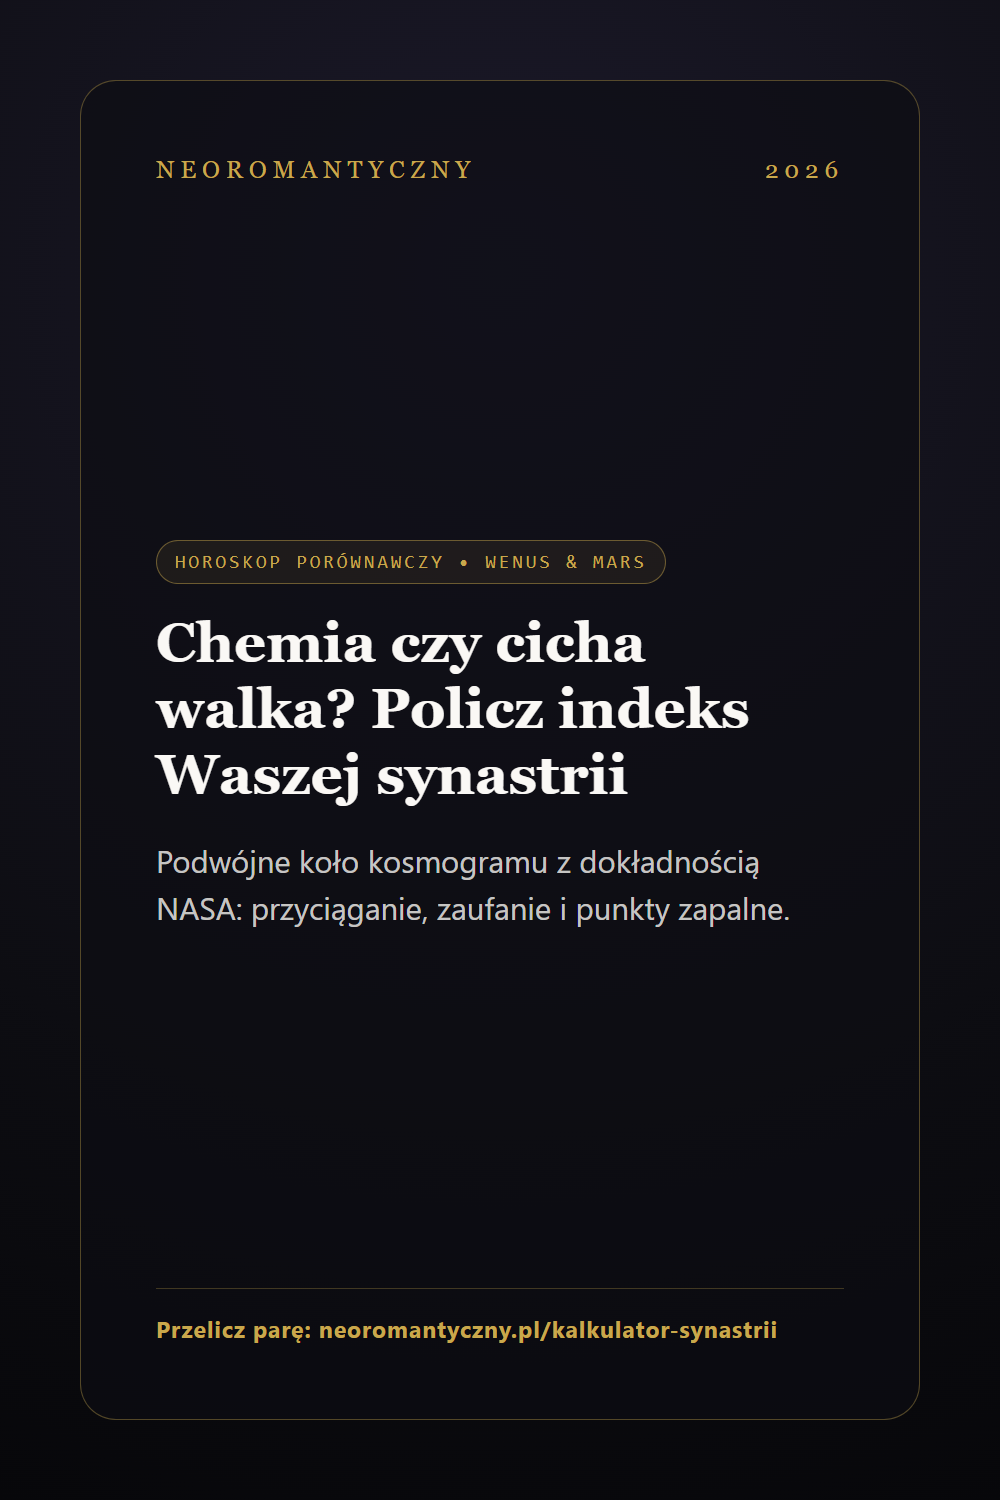 NEOROMANTYCZNY 2026
HOROSKOP PORÓWNAWCZY • WENUS & MARS
Chemia czy cicha
walka? Policz indeks
Waszej synastrii
Podwójne koło kosmogramu z dokładnością
NASA: przyciąganie, zaufanie i punkty zapalne.
Przelicz parę: neoromantyczny.pl/kalkulator-synastrii